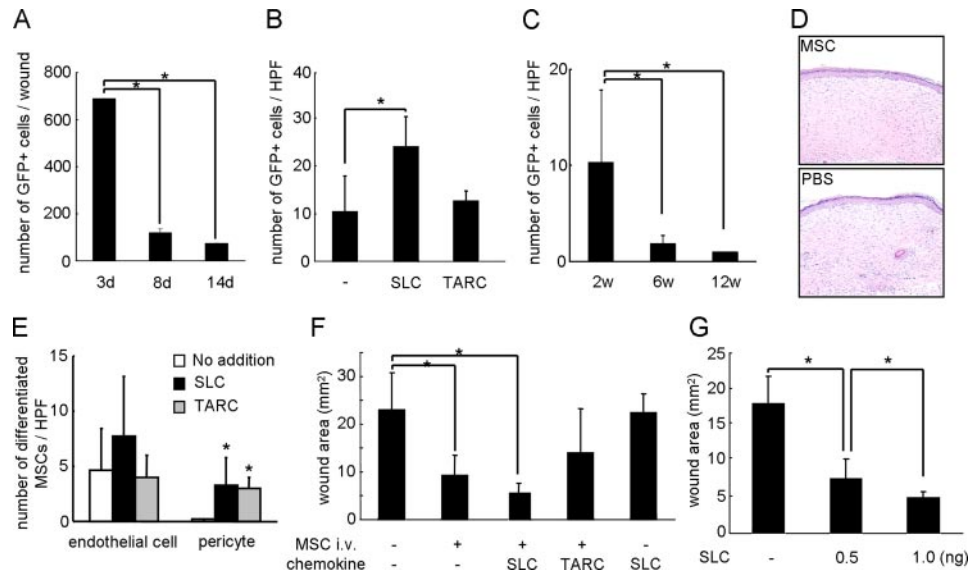 A
number of GFP+ cells / wound
800
600
400
200
0
* 
*
3d 8d 14d
B
number of GFP+ cells / HPF
40
30
20
10
0
*
- SLC TARC
C
number of GFP+ cells / HPF
20
10
0
*
*
2w 6w 12w
D
MSC
PBS
E
number of differentiated
MSCs / HPF
15
10
5
0
No addition
SLC
TARC
* *
endothelial cell pericyte
F
wound area (mm²)
30
20
10
0
*
*
MSC i.v. - + + + -
chemokine - - SLC TARC SLC
G
wound area (mm²)
25
20
15
10
5
0
* *
SLC - 0.5 1.0 (ng)